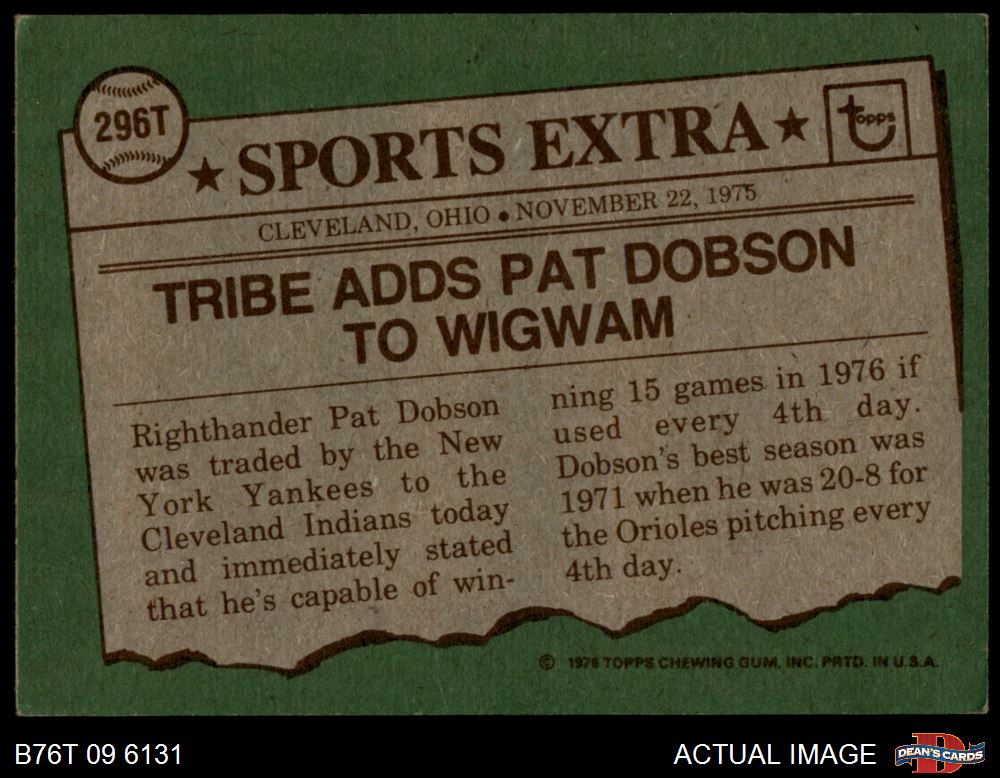 296T
★ SPORTS EXTRA ★
topps
CLEVELAND, OHIO • NOVEMBER 22, 1975
TRIBE ADDS PAT DOBSON
TO WIGWAM
Righthander Pat Dobson
was traded by the New
York Yankees to the
Cleveland Indians today
and immediately stated
that he's capable of win-
ning 15 games in 1976 if
used every 4th day.
Dobson's best season was
1971 when he was 20-8 for
the Orioles pitching every
4th day.
© 1976 TOPPS CHEWING GUM, INC. PRTD. IN U.S.A.
B76T 09 6131
ACTUAL IMAGE
DEAN'S CARDS